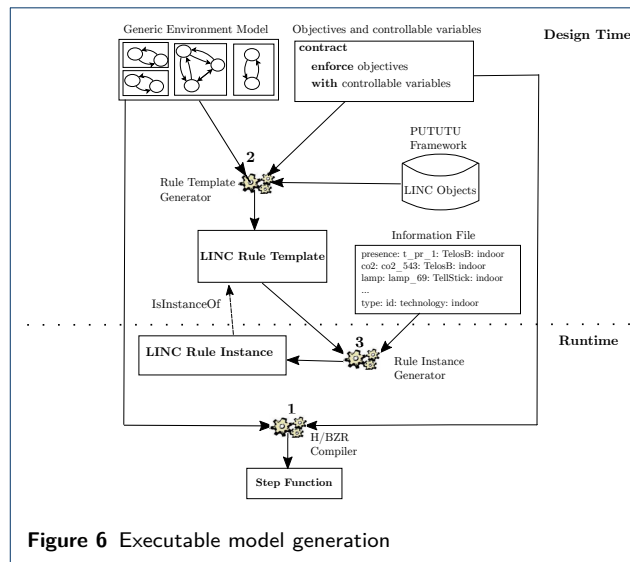 Generic Environment Model
Objectives and controllable variables
Design Time
contract
enforce objectives
with controllable variables
PUTUTU
Framework
2
Rule Template
Generator
LINC Objects
Information File
LINC Rule Template
presence: t_pr_1: TelosB: indoor
co2: co2_543: TelosB: indoor
lamp: lamp_69: TellStick: indoor
...
type: id: technology: indoor
IsInstanceOf
Runtime
3
LINC Rule Instance
Rule Instance
Generator
1
H/BZR
Compiler
Step Function
Figure 6 Executable model generation